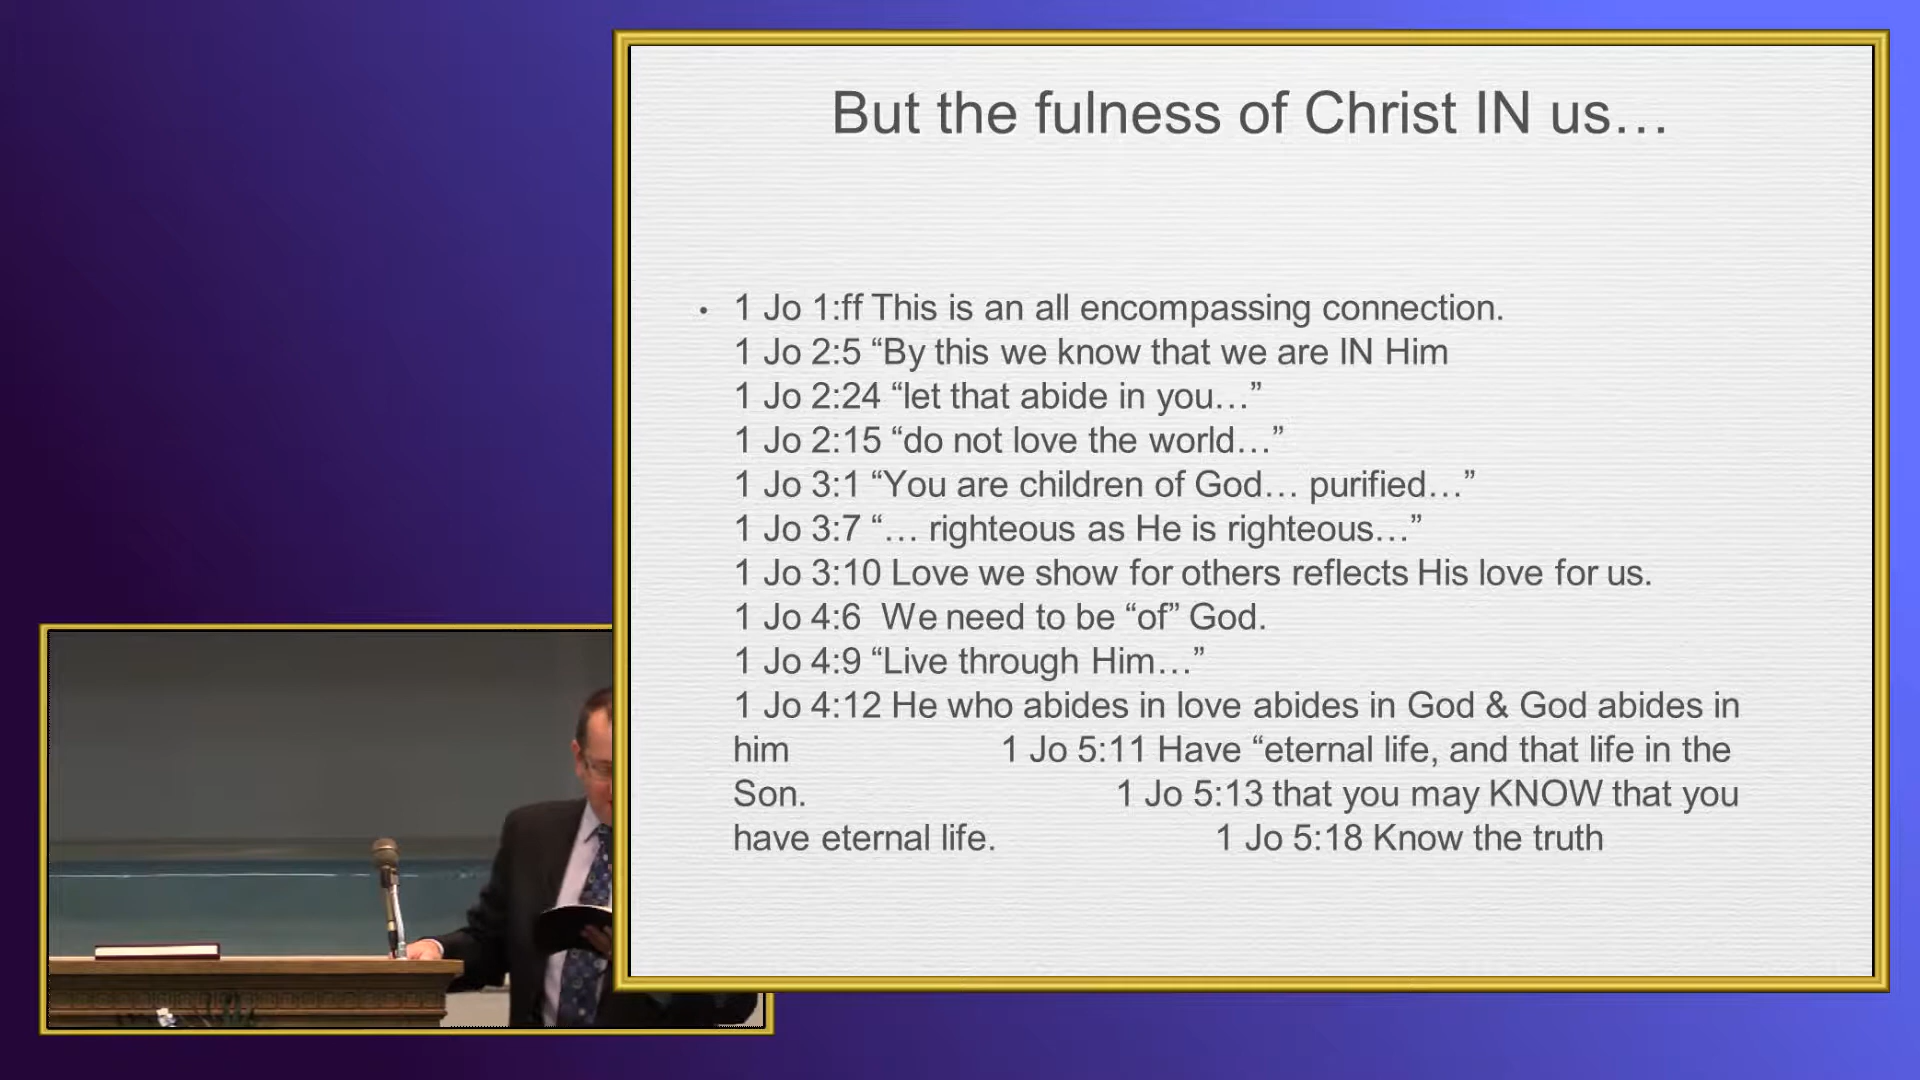 But the fulness of Christ IN us…
• 1 Jo 1:ff This is an all encompassing connection.
1 Jo 2:5 “By this we know that we are IN Him
1 Jo 2:24 “let that abide in you…”
1 Jo 2:15 “do not love the world…”
1 Jo 3:1 “You are children of God… purified…”
1 Jo 3:7 “… righteous as He is righteous…”
1 Jo 3:10 Love we show for others reflects His love for us.
1 Jo 4:6 We need to be “of” God.
1 Jo 4:9 “Live through Him…”
1 Jo 4:12 He who abides in love abides in God & God abides in
him 1 Jo 5:11 Have “eternal life, and that life in the
Son. 1 Jo 5:13 that you may KNOW that you
have eternal life. 1 Jo 5:18 Know the truth